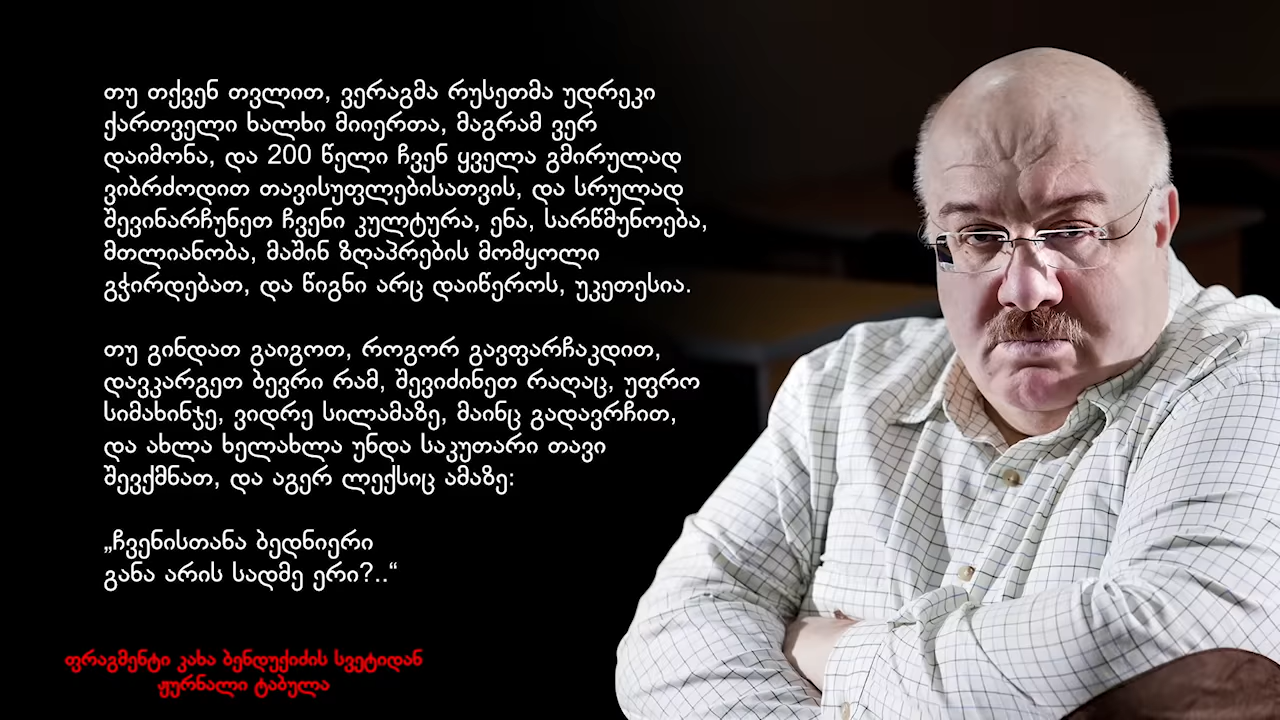 თუ თქვენ თვლით, ვერაგმა რუსეთმა უდრეკი
ქართველი ხალხი მიიერთა, მაგრამ ვერ
დაიმონა, და 200 წელი ჩვენ ყველა გმირულად
ვიბრძოდით თავისუფლებისათვის, და სრულად
შევინარჩუნეთ ჩვენი კულტურა, ენა, სარწმუნოება,
მთლიანობა, მაშინ ზღაპრების მომყოლი
გჭირდებათ, და წიგნი არც დაიწეროს, უკეთესია.
თუ გინდათ გაიგოთ, როგორ გავფარჩაკდით,
დავკარგეთ ბევრი რამ, შევიძინეთ რაღაც, უფრო
სიმახინჯე, ვიდრე სილამაზე, მაინც გადავრჩით,
და ახლა ხელახლა უნდა საკუთარი თავი
შევქმნათ, და აგერ ლექსიც ამაზე:
„ჩვენისთანა ბედნიერი
განა არის სადმე ერი?..“
ფრაგმენტი კახა ბენდუქიძის სვეტიდან
ჟურნალი ტაბულა